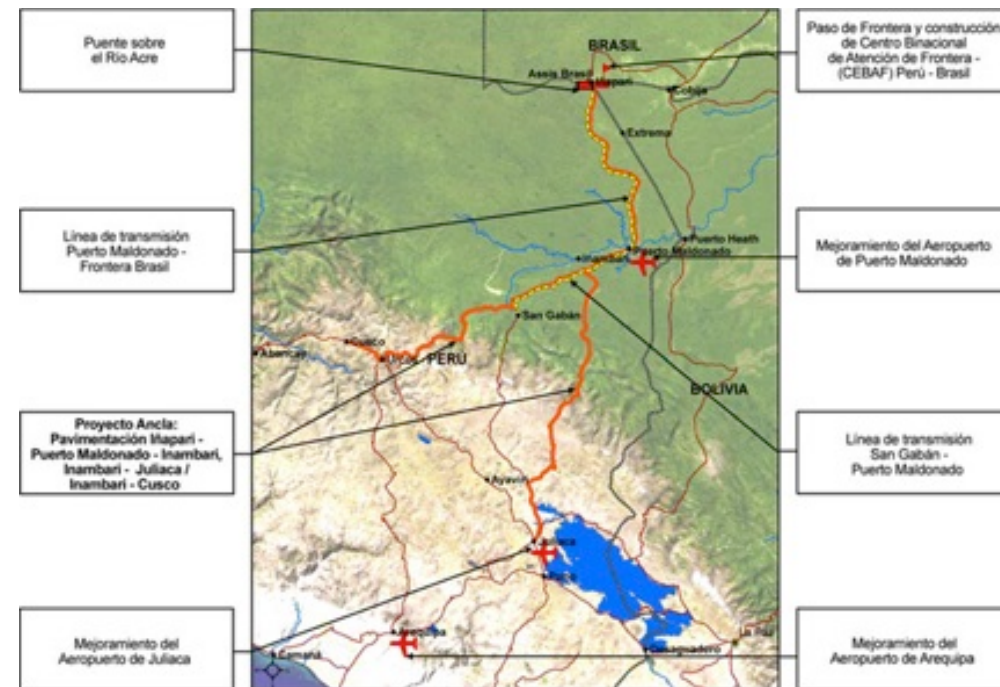 Puente sobre
el Río Acre
Paso de Frontera y construcción
de Centro Binacional
de Atención de Frontera -
(CEBAF) Perú - Brasil
BRASIL
Assis Brasil
Iñapari
Cobija
Extrema
Línea de transmisión
Puerto Maldonado -
Frontera Brasil
Puerto Heath
Puerto Maldonado
Inambari
Mejoramiento del Aeropuerto
de Puerto Maldonado
San Gabán
Cusco
Abancay
PERÚ
BOLIVIA
Proyecto Ancla:
Pavimentación Iñapari -
Puerto Maldonado - Inambari,
Inambari - Juliaca /
Inambari - Cusco
Línea de transmisión
San Gabán -
Puerto Maldonado
Ayaviri
Juliaca
Puno
Mejoramiento del
Aeropuerto de Juliaca
Arequipa
Camaná
La Paz
Desaguadero
Mejoramiento del
Aeropuerto de Arequipa